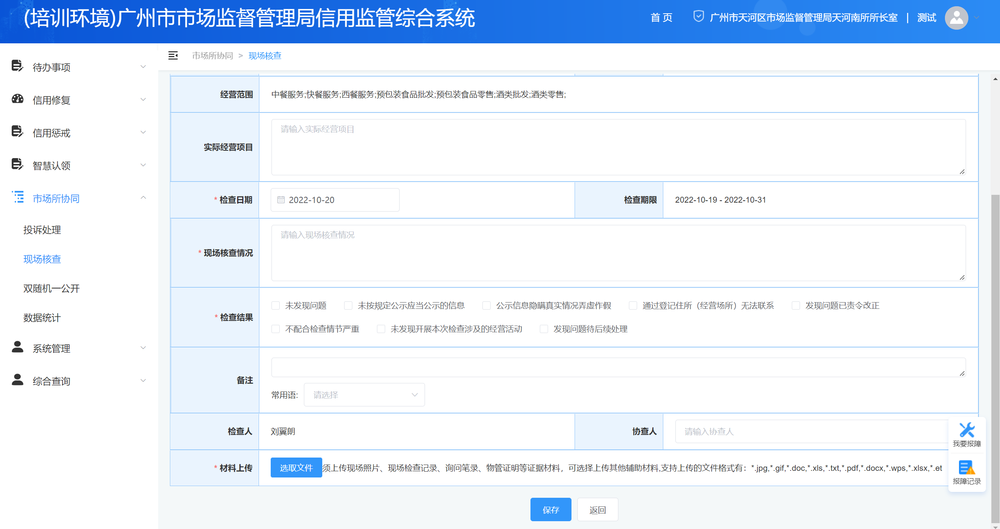 (培训环境)广州市市场监督管理局信用监管综合系统
首 页
广州市天河区市场监督管理局天河南所所长室 | 测试
待办事项
信用修复
信用惩戒
智慧认领
市场所协同
投诉处理
现场核查
双随机一公开
数据统计
系统管理
综合查询
市场所协同 > 现场核查
经营范围
中餐服务;快餐服务;西餐服务;预包装食品批发;预包装食品零售;酒类批发;酒类零售;
实际经营项目
请输入实际经营项目
* 检查日期
2022-10-20
检查期限
2022-10-19 - 2022-10-31
* 现场核查情况
请输入现场核查情况
* 检查结果
未发现问题 未按规定公示应当公示的信息 公示信息隐瞒真实情况弄虚作假 通过登记住所（经营场所）无法联系 发现问题已责令改正
不配合检查情节严重 未发现开展本次检查涉及的经营活动 发现问题待后续处理
备注
常用语: 请选择
检查人
刘翼朗
协查人
请输入协查人
* 材料上传
选取文件 须上传现场照片、现场检查记录、询问笔录、物管证明等证据材料，可选择上传其他辅助材料,支持上传的文件格式有：*.jpg,*.gif,*.doc,*.xls,*.txt,*.pdf,*.docx,*.wps,*.xlsx,*.et
我要报障
报障记录
保存
返回